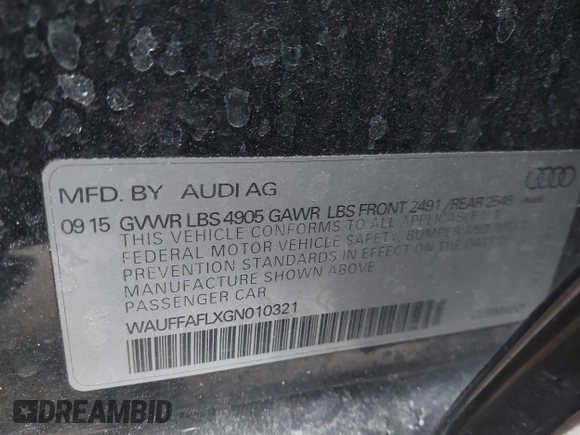 MFD. BY AUDI AG
09 15 GVWR LBS 4905 GAWR LBS FRONT 2491 /REAR 2546
Audi
THIS VEHICLE CONFORMS TO ALL APPLICABLE
FEDERAL MOTOR VEHICLE SAFETY, BUMPER AND THEFT
PREVENTION STANDARDS IN EFFECT ON THE DATE OF
MANUFACTURE SHOWN ABOVE
PASSENGER CAR
WAUFFAFLXGN010321
DREAMBID